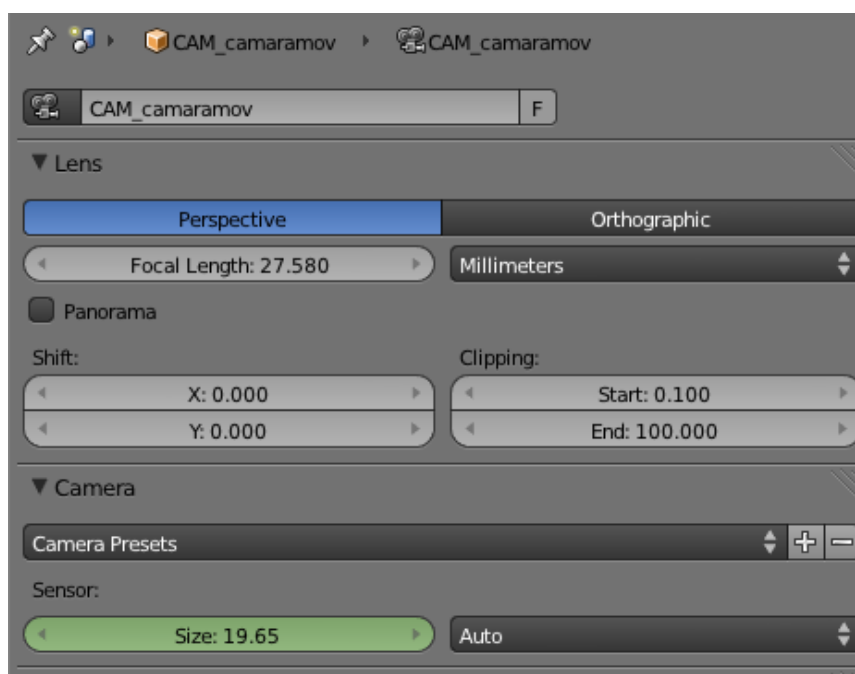 CAM_camaramov CAM_camaramov
CAM_camaramov F
Lens
Perspective Orthographic
Focal Length: 27.580 Millimeters
Panorama
Shift: Clipping:
X: 0.000 Start: 0.100
Y: 0.000 End: 100.000
Camera
Camera Presets
Sensor:
Size: 19.65 Auto